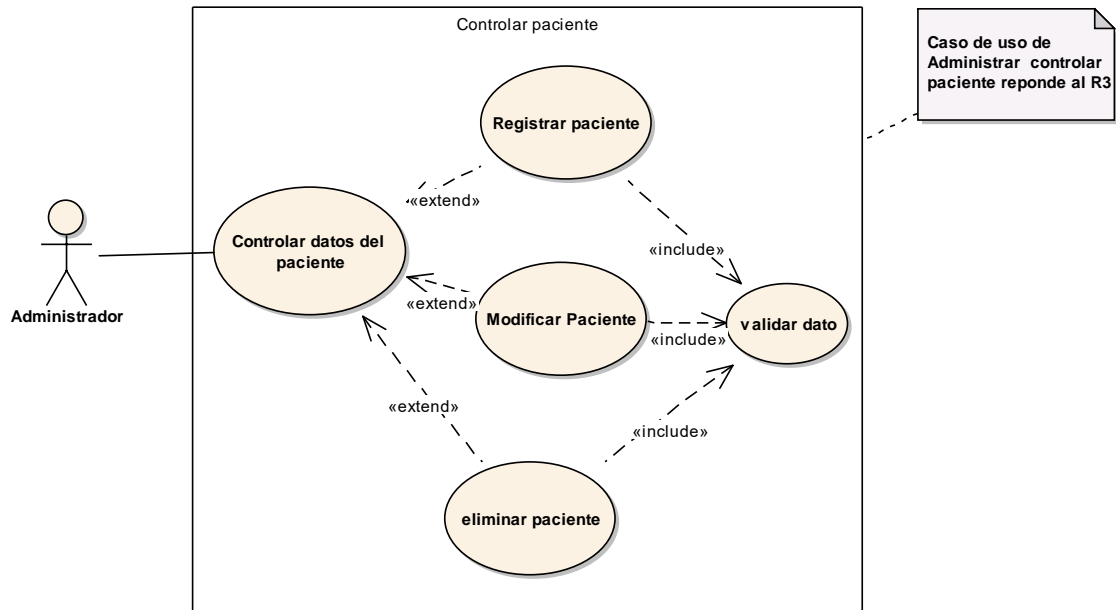 Controlar paciente
Caso de uso de
Administrar controlar
paciente reponde al R3
Registrar paciente
«extend»
Controlar datos del
paciente
«include»
«extend»
Modificar Paciente
validar dato
«include»
Administrador
«extend»
«include»
eliminar paciente